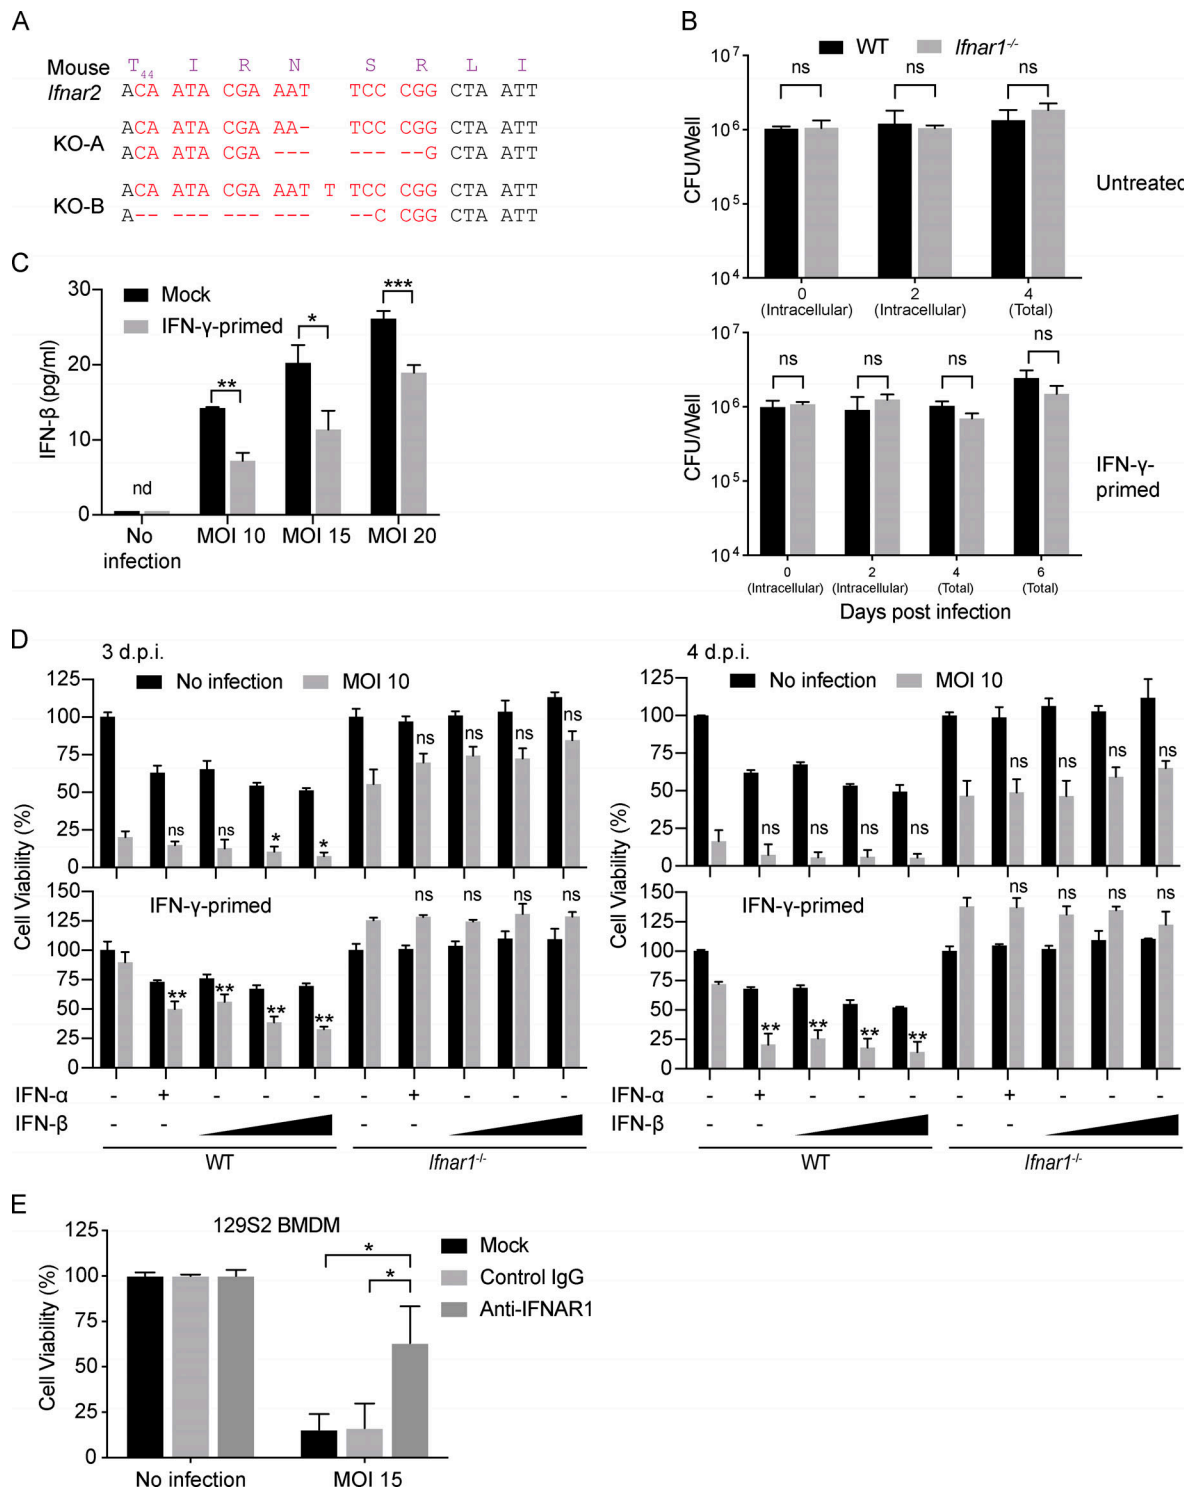 A
Mouse Ifnar2
T44 I R N S R L I
ACA ATA CGA AAT TCC CGG CTA ATT
KO-A
ACA ATA CGA AA- TCC CGG CTA ATT
ACA ATA CGA --- --- --G CTA ATT
KO-B
ACA ATA CGA AAT T TCC CGG CTA ATT
A-- --- --- --- --C CGG CTA ATT
B
WT Ifnar1-/-
CFU/Well
10^7
10^6
10^5
10^4
ns ns ns
0 (Intracellular)
2 (Intracellular)
4 (Total)
Untreated
CFU/Well
10^7
10^6
10^5
10^4
ns ns ns ns
0 (Intracellular)
2 (Intracellular)
4 (Total)
6 (Total)
IFN-γ-primed
Days post infection
C
IFN-β (pg/ml)
30
20
10
0
Mock
IFN-γ-primed
nd ** * ***
No infection
MOI 10 MOI 15 MOI 20
D
3 d.p.i.
No infection MOI 10
Cell Viability (%)
125
100
75
50
25
0
ns ns * * ns ns ns ns
IFN-γ-primed
150
125
100
75
50
25
0
** ** ** ** ns ns ns ns
IFN-α - + - - - - + - - -
IFN-β - - - -
WT Ifnar1-/-
4 d.p.i.
No infection MOI 10
Cell Viability (%)
125
100
75
50
25
0
ns ns ns ns ns ns ns ns
IFN-γ-primed
150
125
100
75
50
25
0
** ** ** ** ns ns ns ns
IFN-α - + - - - - + - - -
IFN-β - - - -
WT Ifnar1-/-
E
129S2 BMDM
Cell Viability (%)
125
100
75
50
25
0
* *
Mock
Control IgG
Anti-IFNAR1
No infection MOI 15